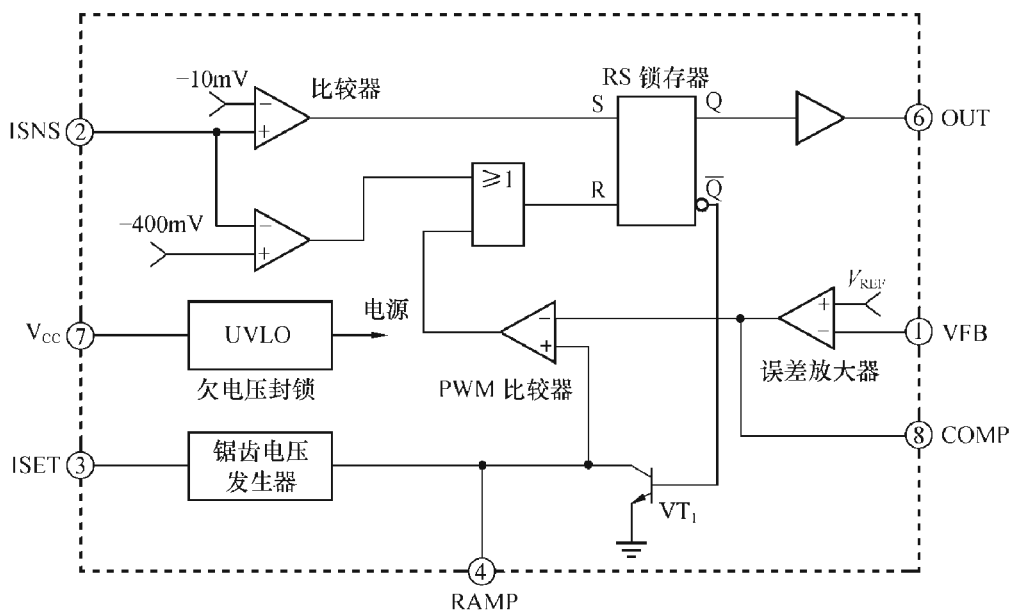 RS 锁存器
−10mV
比较器
S
Q
ISNS
②
⑥
OUT
≥1
R
Q̅
−400mV
+
−
V_REF
电源
V_CC
⑦
UVLO
①
VFB
欠电压封锁
PWM 比较器
误差放大器
⑧
COMP
ISET
③
锯齿电压
发生器
VT₁
④
RAMP